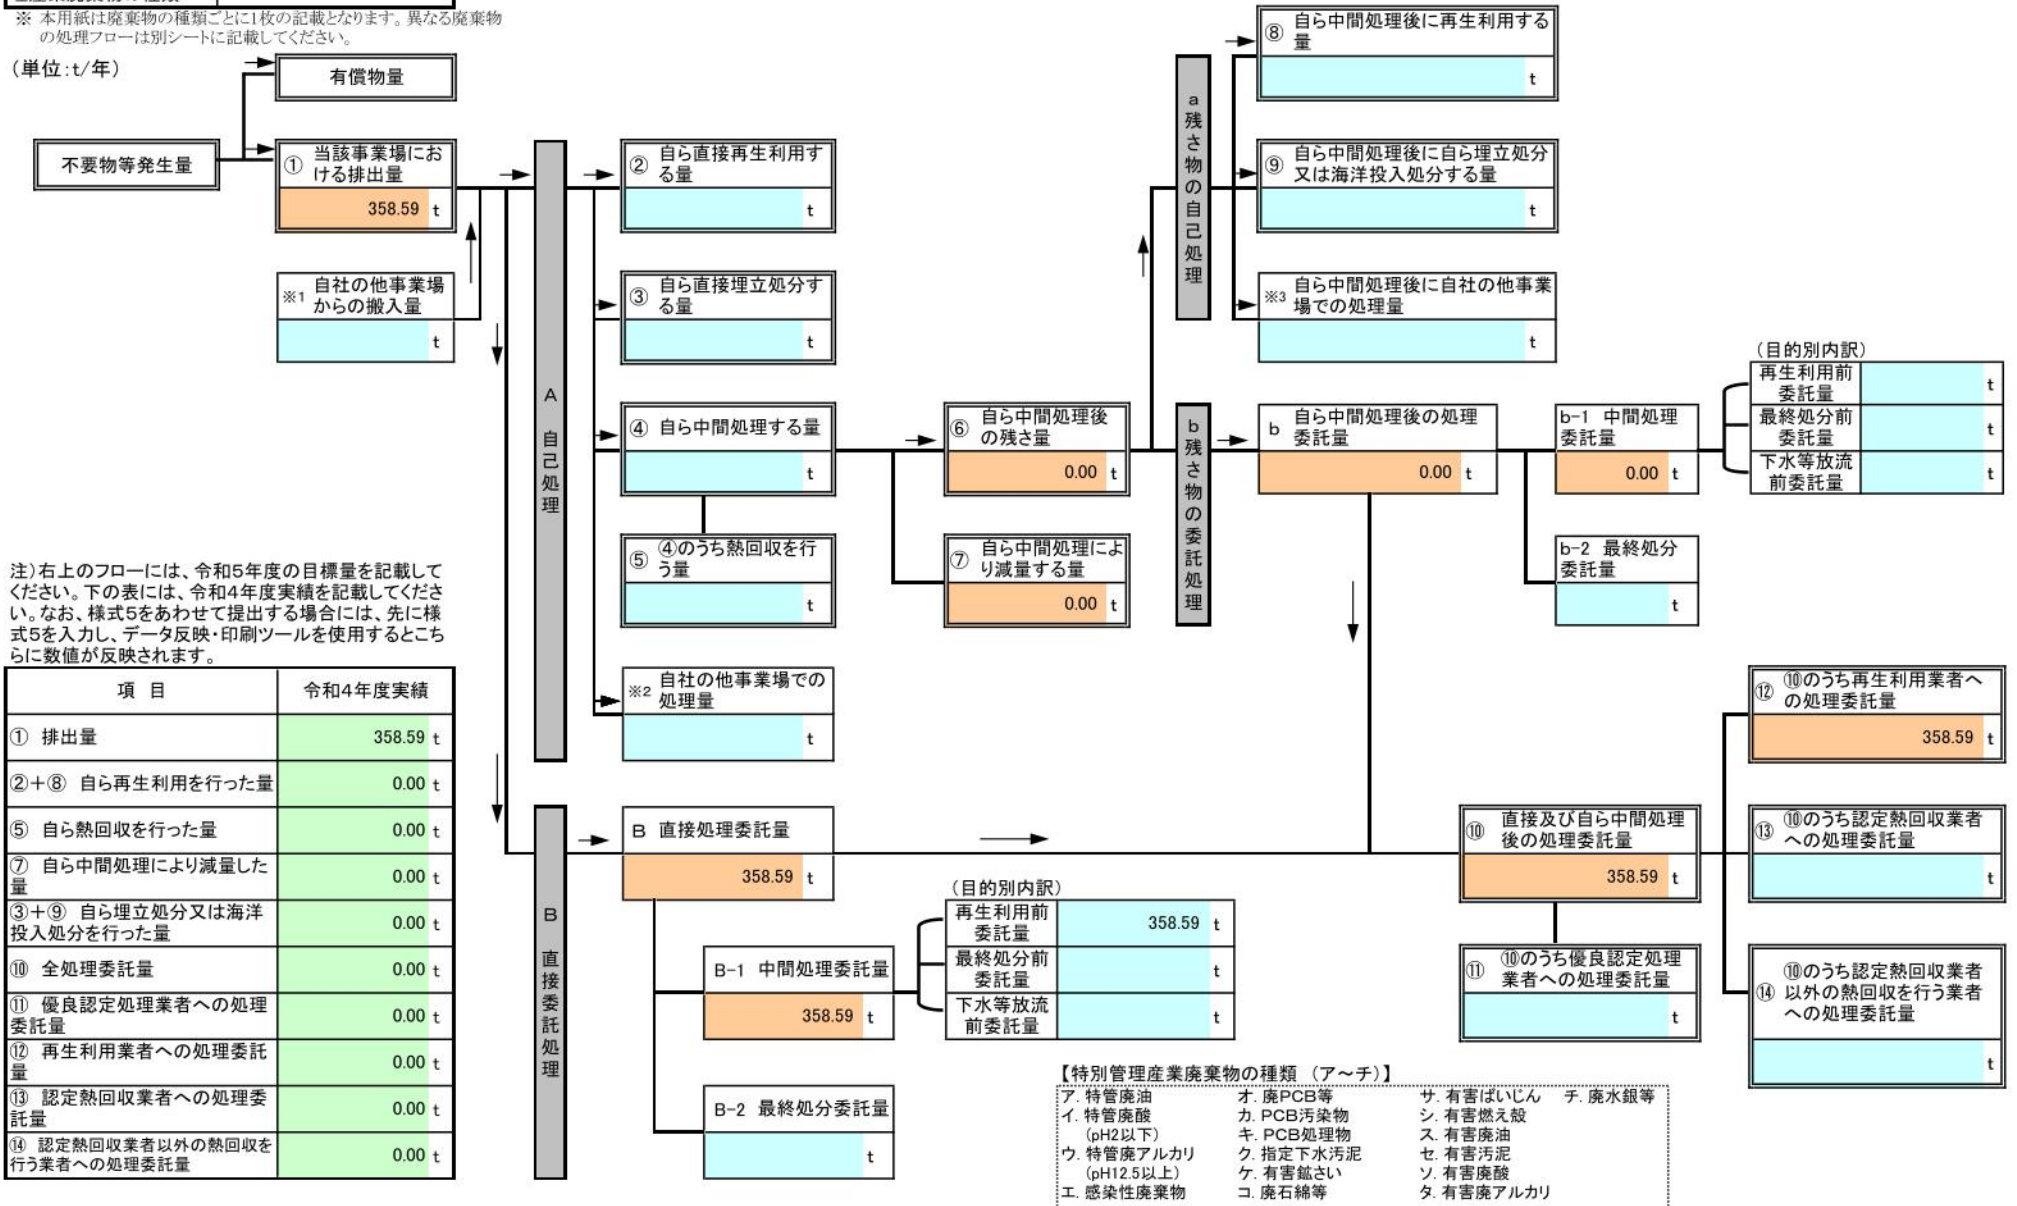 ※ 本用紙は廃棄物の種類ごとに1枚の記載となります。異なる廃棄物
の処理フローは別シートに記載してください。
(単位:t/年)
有償物量
不要物等発生量
① 当該事業場にお
ける排出量
358.59 t
※1 自社の他事業場
からの搬入量
t
A 自己処理
② 自ら直接再生利用す
る量
t
③ 自ら直接埋立処分す
る量
t
④ 自ら中間処理する量
t
⑤ ④のうち熱回収を行
う量
t
※2 自社の他事業場での
処理量
t
⑥ 自ら中間処理後
の残さ量
0.00 t
⑦ 自ら中間処理によ
り減量する量
0.00 t
a 残さ物の自己処理
⑧ 自ら中間処理後に再生利用する
量
t
⑨ 自ら中間処理後に自ら埋立処分
又は海洋投入処分する量
t
※3 自ら中間処理後に自社の他事業
場での処理量
t
b 残さ物の委託処理
b 自ら中間処理後の処理
委託量
0.00 t
b-1 中間処理
委託量
0.00 t
(目的別内訳)
再生利用前
委託量
t
最終処分前
委託量
t
下水等放流
前委託量
t
b-2 最終処分
委託量
t
注)右上のフローには、令和5年度の目標量を記載して
ください。下の表には、令和4年度実績を記載してくださ
い。なお、様式5をあわせて提出する場合には、先に様
式5を入力し、データ反映・印刷ツールを使用するとこち
らに数値が反映されます。
項 目 令和4年度実績
① 排出量 358.59 t
②+⑧ 自ら再生利用を行った量 0.00 t
⑤ 自ら熱回収を行った量 0.00 t
⑦ 自ら中間処理により減量した
量 0.00 t
③+⑨ 自ら埋立処分又は海洋
投入処分を行った量 0.00 t
⑩ 全処理委託量 0.00 t
⑪ 優良認定処理業者への処理
委託量 0.00 t
⑫ 再生利用業者への処理委託
量 0.00 t
⑬ 認定熱回収業者への処理委
託量 0.00 t
⑭ 認定熱回収業者以外の熱回収を
行う業者への処理委託量 0.00 t
B 直接委託処理
B 直接処理委託量
358.59 t
B-1 中間処理委託量
358.59 t
(目的別内訳)
再生利用前
委託量
358.59 t
最終処分前
委託量
t
下水等放流
前委託量
t
B-2 最終処分委託量
t
⑩ 直接及び自ら中間処理
後の処理委託量
358.59 t
⑪ ⑩のうち優良認定処理
業者への処理委託量
t
⑫ ⑩のうち再生利用業者へ
の処理委託量
358.59 t
⑬ ⑩のうち認定熱回収業者
への処理委託量
t
⑭ ⑩のうち認定熱回収業者
以外の熱回収を行う業者
への処理委託量
t
【特別管理産業廃棄物の種類 (ア～チ)】
ア. 特管廃油 オ. 廃PCB等 サ. 有害ばいじん チ. 廃水銀等
イ. 特管廃酸 カ. PCB汚染物 シ. 有害燃え殻
(pH2以下) キ. PCB処理物 ス. 有害廃油
ウ. 特管廃アルカリ ク. 指定下水汚泥 セ. 有害汚泥
(pH12.5以上) ケ. 有害鉱さい ソ. 有害廃酸
エ. 感染性廃棄物 コ. 廃石綿等 タ. 有害廃アルカリ